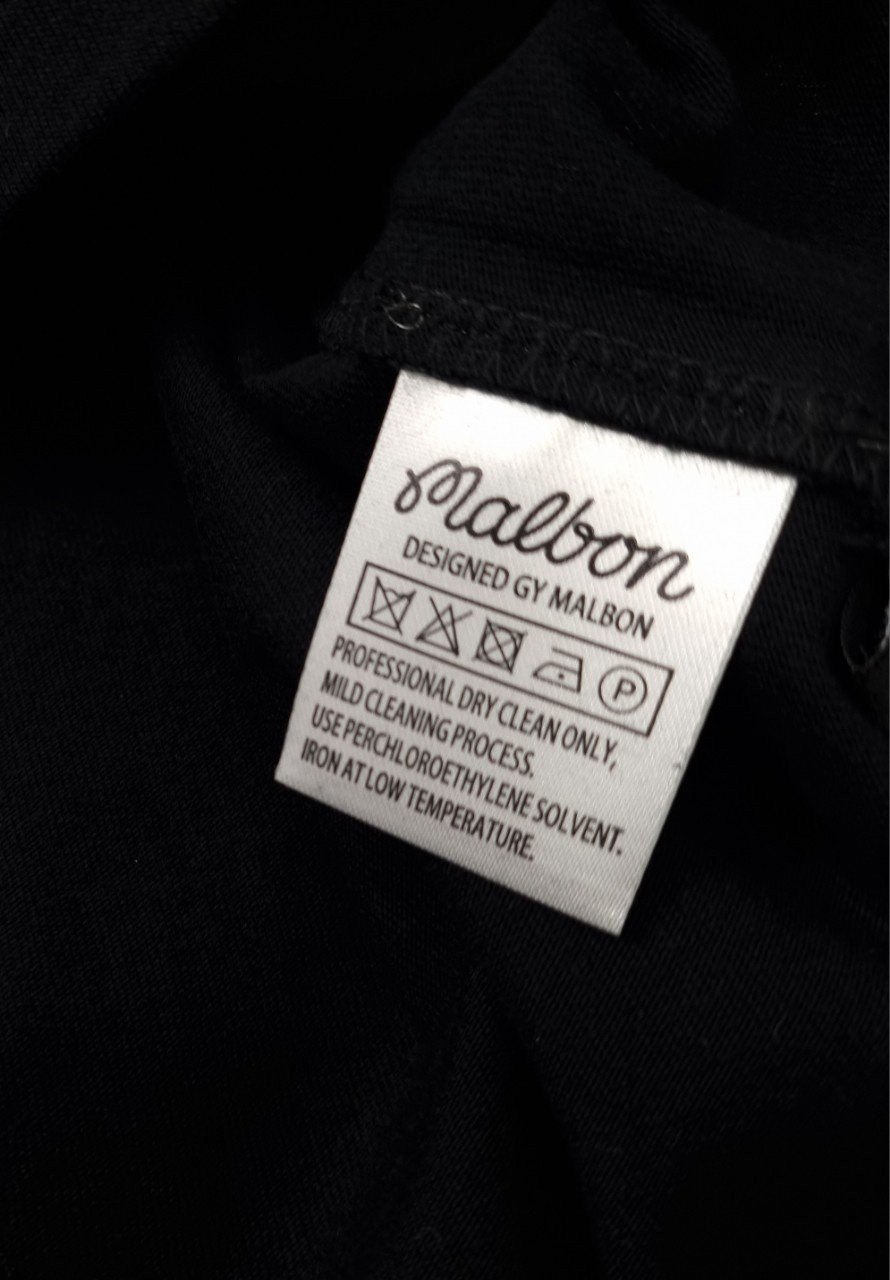 Malbon
DESIGNED GY MALBON
P
PROFESSIONAL DRY CLEAN ONLY,
MILD CLEANING PROCESS.
USE PERCHLOROETHYLENE SOLVENT.
IRON AT LOW TEMPERATURE.